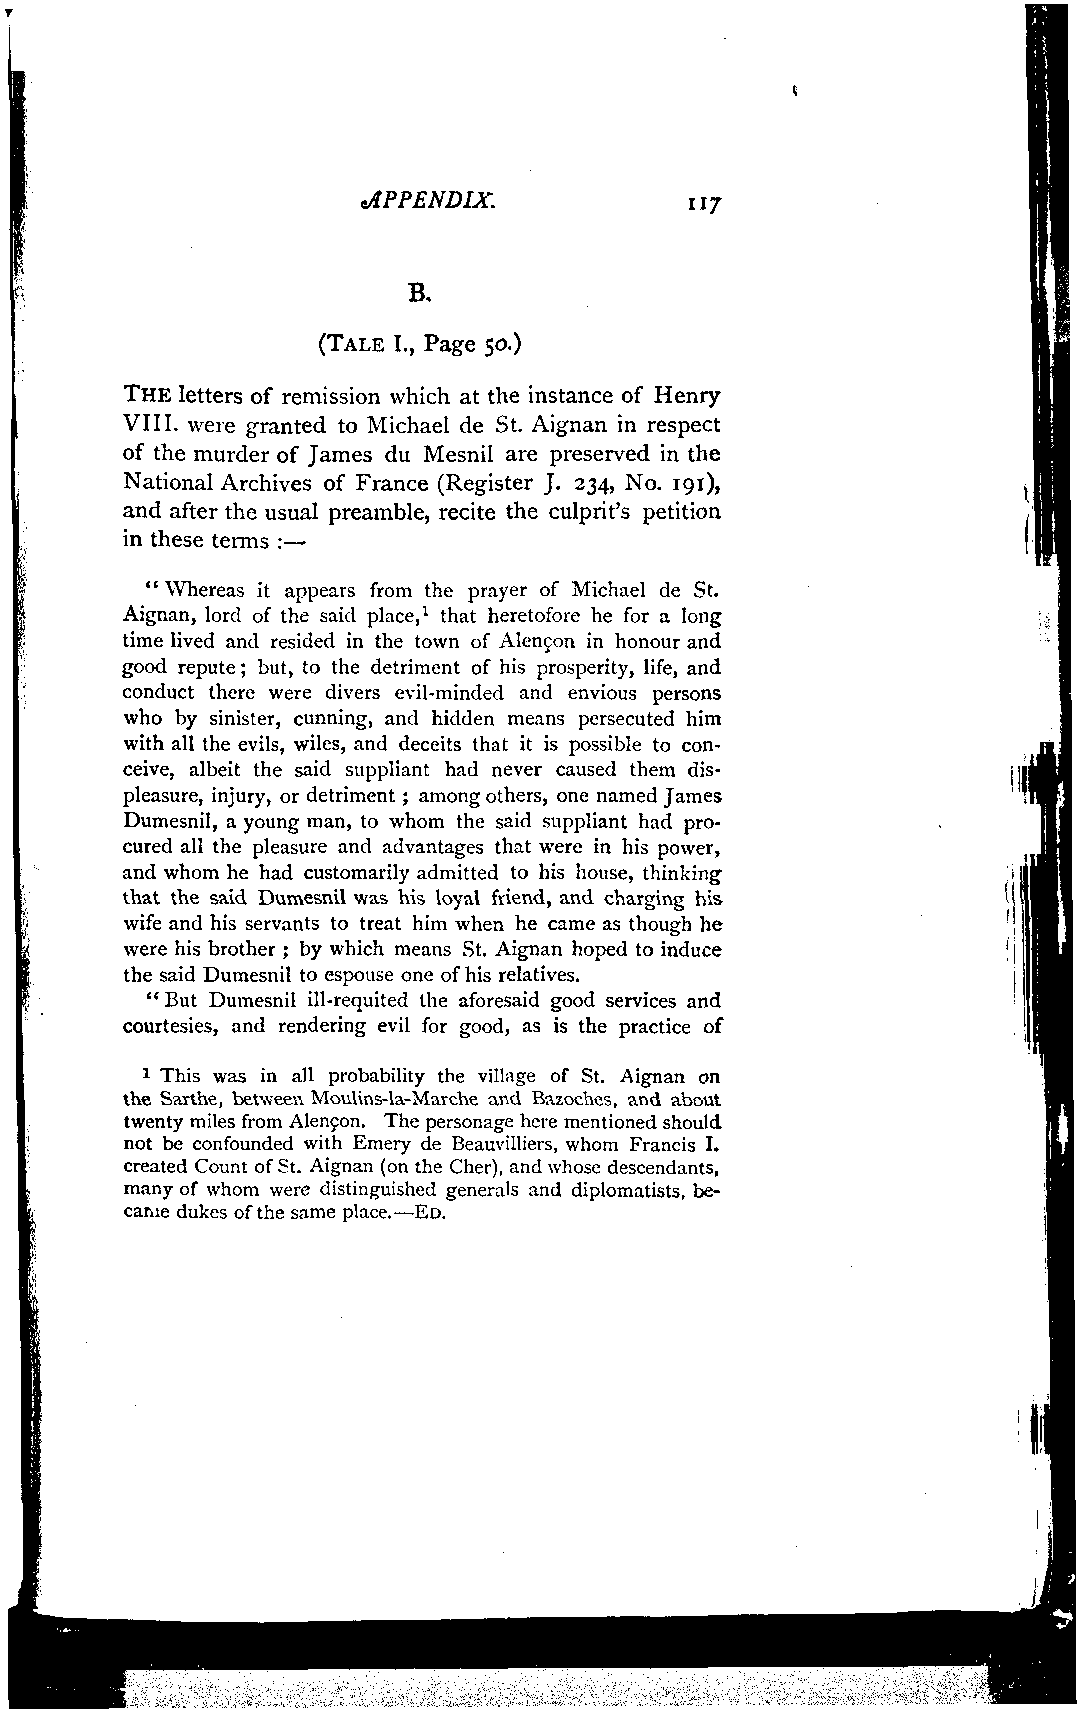 APPENDIX. 117
B.
(TALE I., Page 50.)
THE letters of remission which at the instance of Henry
VIII. were granted to Michael de St. Aignan in respect
of the murder of James du Mesnil are preserved in the
National Archives of France (Register J. 234, No. 191),
and after the usual preamble, recite the culprit's petition
in these terms :—
“ Whereas it appears from the prayer of Michael de St.
Aignan, lord of the said place,¹ that heretofore he for a long
time lived and resided in the town of Alençon in honour and
good repute ; but, to the detriment of his prosperity, life, and
conduct there were divers evil-minded and envious persons
who by sinister, cunning, and hidden means persecuted him
with all the evils, wiles, and deceits that it is possible to con-
ceive, albeit the said suppliant had never caused them dis-
pleasure, injury, or detriment ; among others, one named James
Dumesnil, a young man, to whom the said suppliant had pro-
cured all the pleasure and advantages that were in his power,
and whom he had customarily admitted to his house, thinking
that the said Dumesnil was his loyal friend, and charging his
wife and his servants to treat him when he came as though he
were his brother ; by which means St. Aignan hoped to induce
the said Dumesnil to espouse one of his relatives.
“ But Dumesnil ill-requited the aforesaid good services and
courtesies, and rendering evil for good, as is the practice of
¹ This was in all probability the village of St. Aignan on
the Sarthe, between Moulins-la-Marche and Bazoches, and about
twenty miles from Alençon. The personage here mentioned should
not be confounded with Emery de Beauvilliers, whom Francis I.
created Count of St. Aignan (on the Cher), and whose descendants,
many of whom were distinguished generals and diplomatists, be-
came dukes of the same place.—ED.